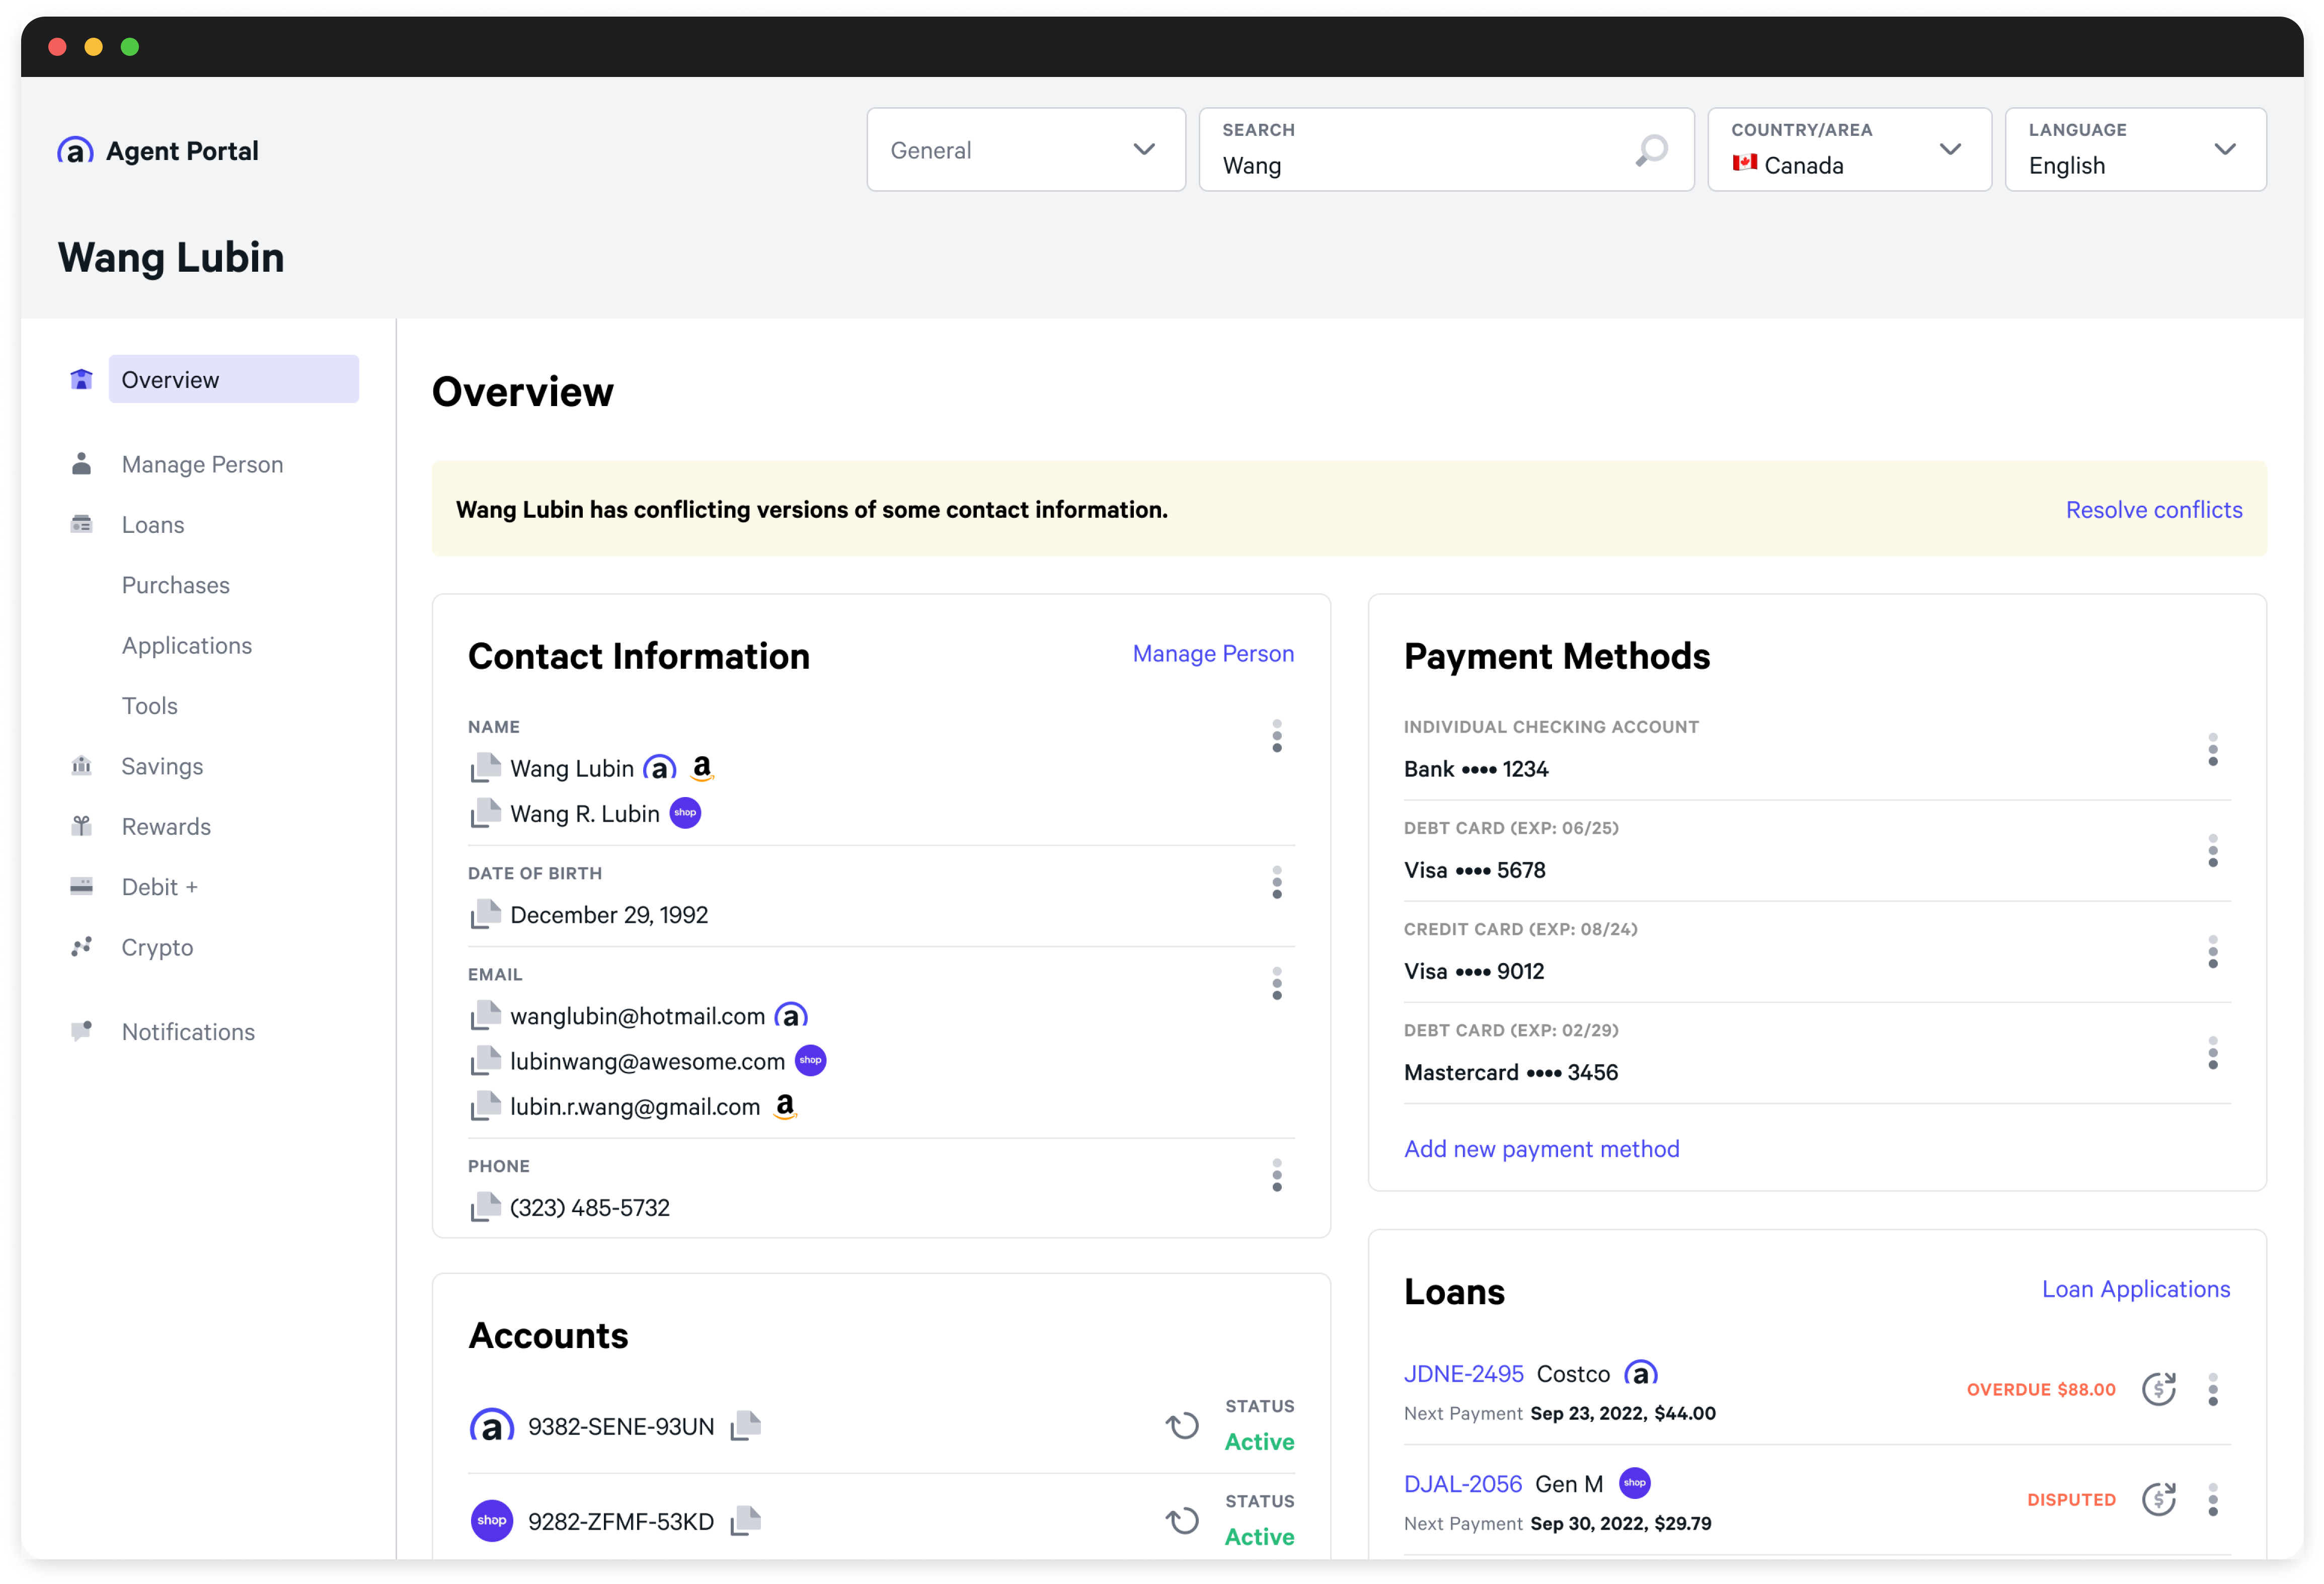 a Agent Portal
General
SEARCH
Wang
COUNTRY/AREA
Canada
LANGUAGE
English
Wang Lubin
Overview
Manage Person
Loans
Purchases
Applications
Tools
Savings
Rewards
Debit +
Crypto
Notifications
Overview
Wang Lubin has conflicting versions of some contact information.
Resolve conflicts
Contact Information
Manage Person
NAME
Wang Lubin a a
Wang R. Lubin shop
DATE OF BIRTH
December 29, 1992
EMAIL
wanglubin@hotmail.com a
lubinwang@awesome.com shop
lubin.r.wang@gmail.com a
PHONE
(323) 485-5732
Accounts
a 9382-SENE-93UN
STATUS
Active
shop 9282-ZFMF-53KD
STATUS
Active
Payment Methods
INDIVIDUAL CHECKING ACCOUNT
Bank •••• 1234
DEBT CARD (EXP: 06/25)
Visa •••• 5678
CREDIT CARD (EXP: 08/24)
Visa •••• 9012
DEBT CARD (EXP: 02/29)
Mastercard •••• 3456
Add new payment method
Loans
Loan Applications
JDNE-2495 Costco a
Next Payment Sep 23, 2022, $44.00
OVERDUE $88.00
$
DJAL-2056 Gen M shop
Next Payment Sep 30, 2022, $29.79
DISPUTED
$